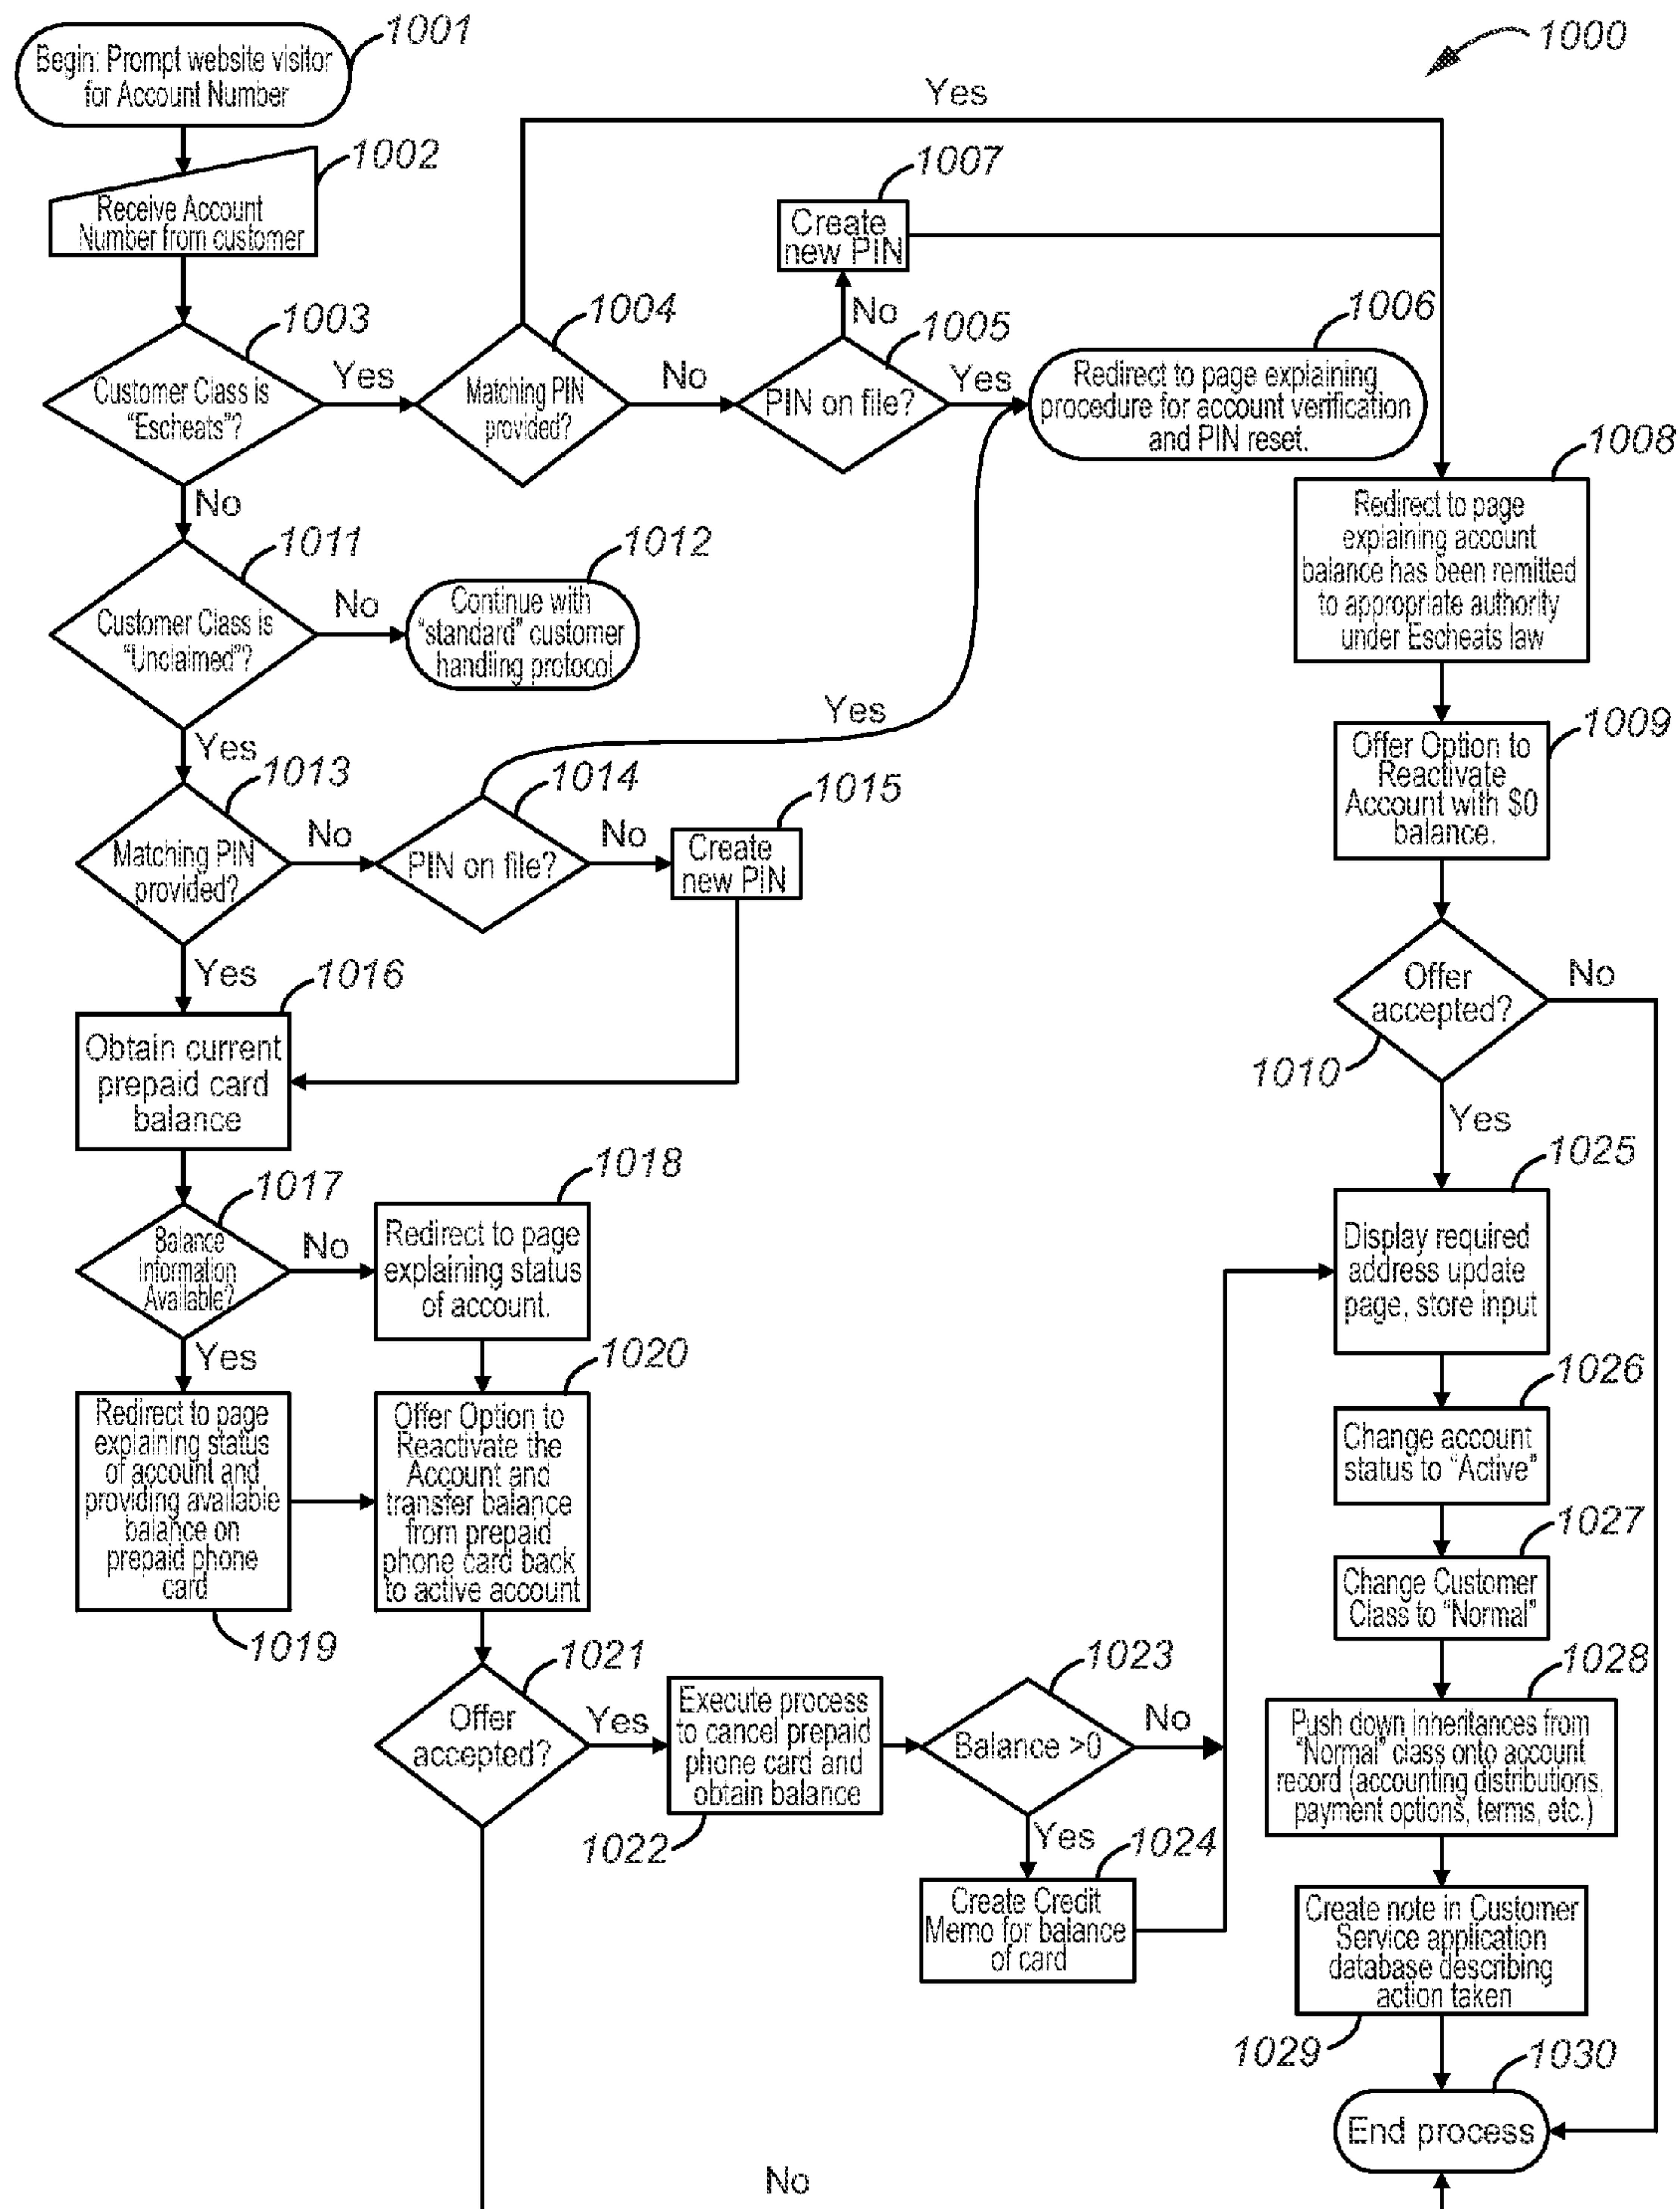 1001
1000
Begin: Prompt website visitor
for Account Number
Yes
1002
1007
Receive Account
Number from customer
Create
new PIN
1003
1004
No
1005
1006
Customer Class is
"Escheats"?
Yes
Matching PIN
provided?
No
PIN on file?
Yes
Redirect to page explaining
procedure for account verification
and PIN reset.
1008
No
Redirect to page
explaining account
balance has been remitted
to appropriate authority
under Escheats law
1011
1012
Customer Class is
"Unclaimed"?
No
Continue with
"standard" customer
handling protocol
Yes
Yes
1009
Offer Option to
Reactivate
Account with $0
balance.
1013
1014
1015
Matching PIN
provided?
No
PIN on file?
No
Create
new PIN
Yes
1016
Offer
accepted?
No
1010
Obtain current
prepaid card
balance
Yes
1017
1018
1025
Balance
Information
Available?
No
Redirect to page
explaining status
of account.
Display required
address update
page, store input
Yes
1020
1026
Redirect to page
explaining status
of account and
providing available
balance on
prepaid phone
card
1019
Offer Option to
Reactivate the
Account and
transfer balance
from prepaid
phone card back
to active account
Change account
status to "Active"
1027
Change Customer
Class to "Normal"
1021
1023
1028
Offer
accepted?
Yes
Execute process
to cancel prepaid
phone card and
obtain balance
1022
Balance >0
No
Push down inheritances from
"Normal" class onto account
record (accounting distributions,
payment options, terms, etc.)
Yes
1024
Create Credit
Memo for balance
of card
Create note in Customer
Service application
database describing
action taken
1029
1030
End process
No